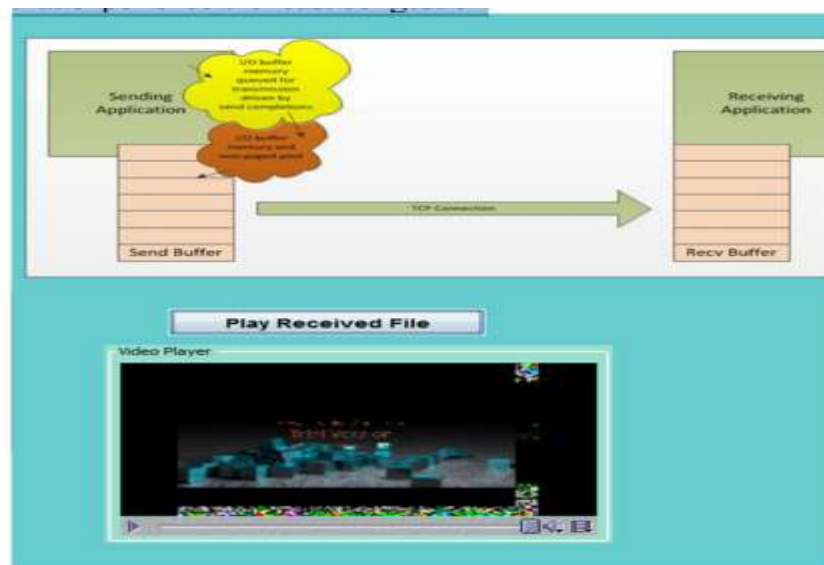 I/O buffer
memory
queued for
transmission
driven by
send completions
Sending
Application
I/O buffer
memory and
non-paged pool
Receiving
Application
TCP Connection
Send Buffer
Recv Buffer
Play Received File
Video Player